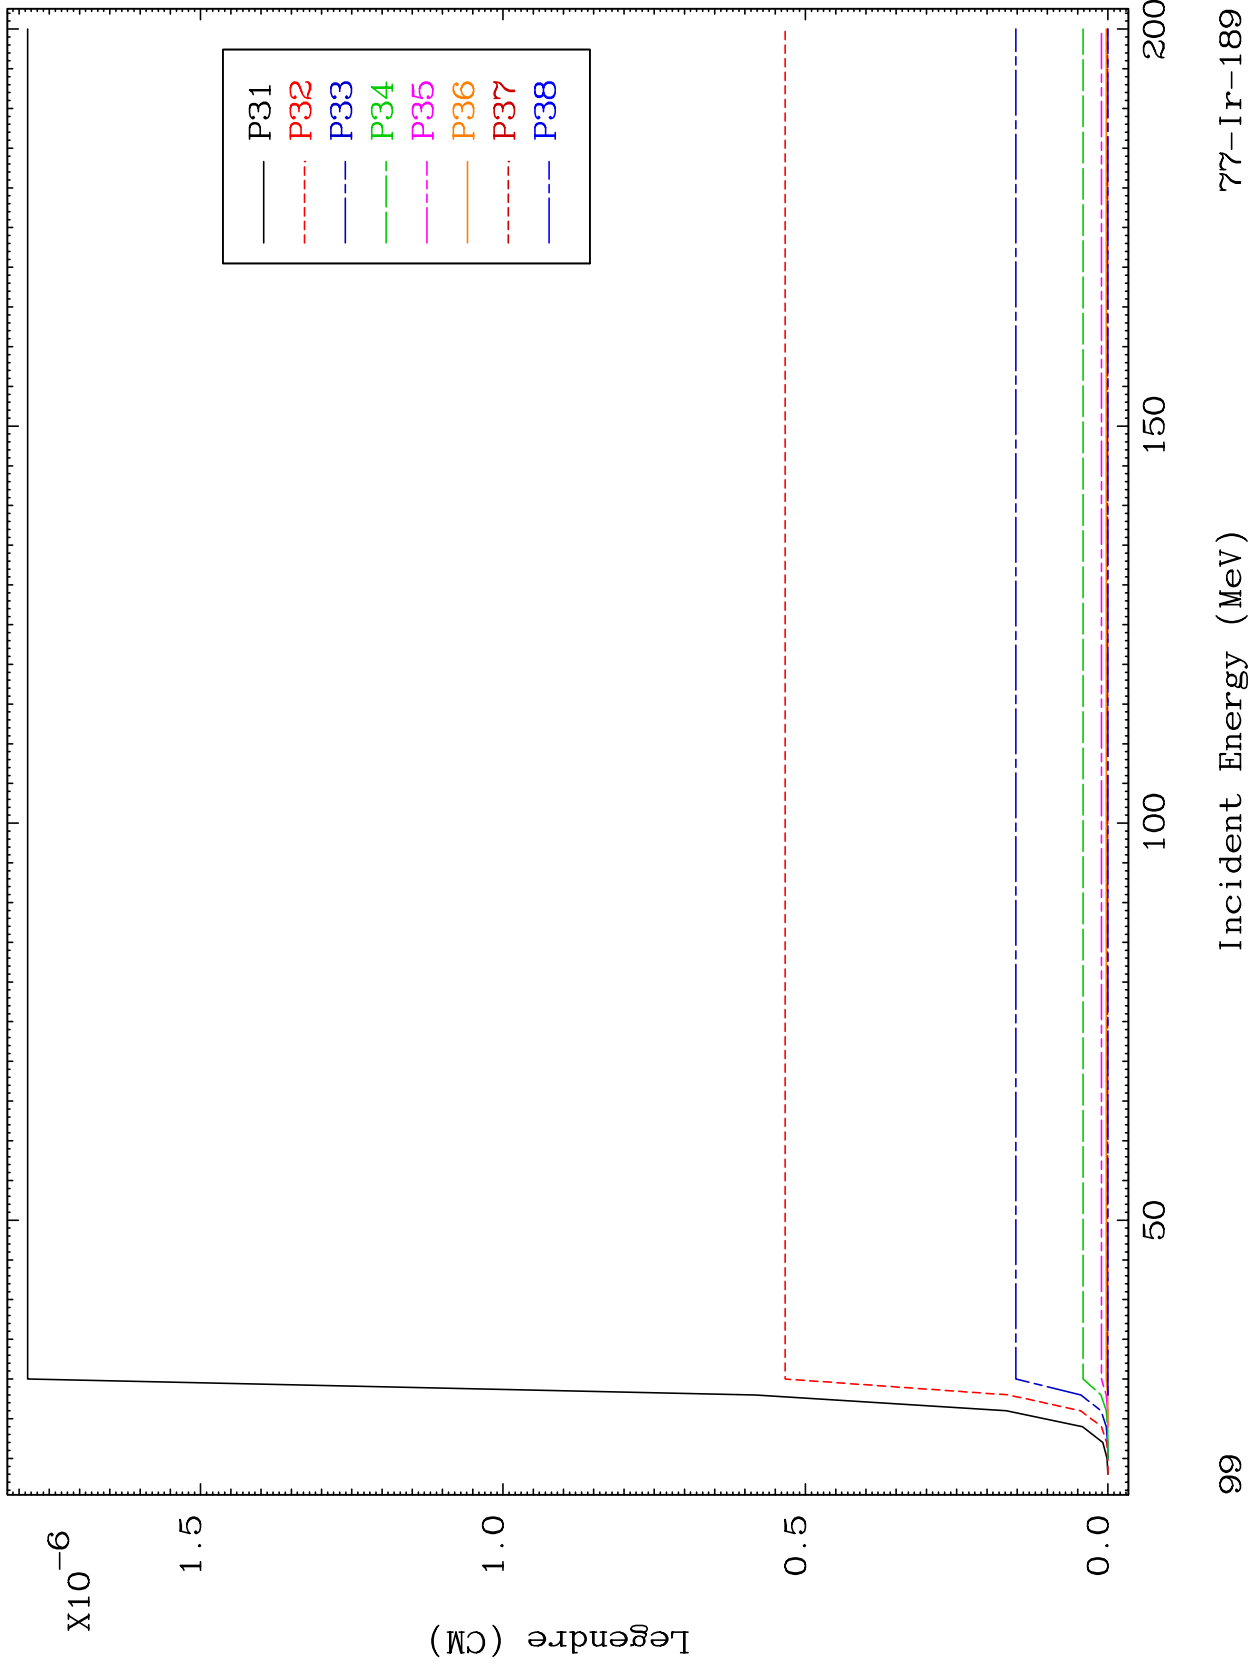 X10-6
1.5
1.0
0.5
0.0
Legendre (CM)
P31
P32
P33
P34
P35
P36
P37
P38
50
100
150
200
99
Incident Energy (MeV)
77-Ir-189